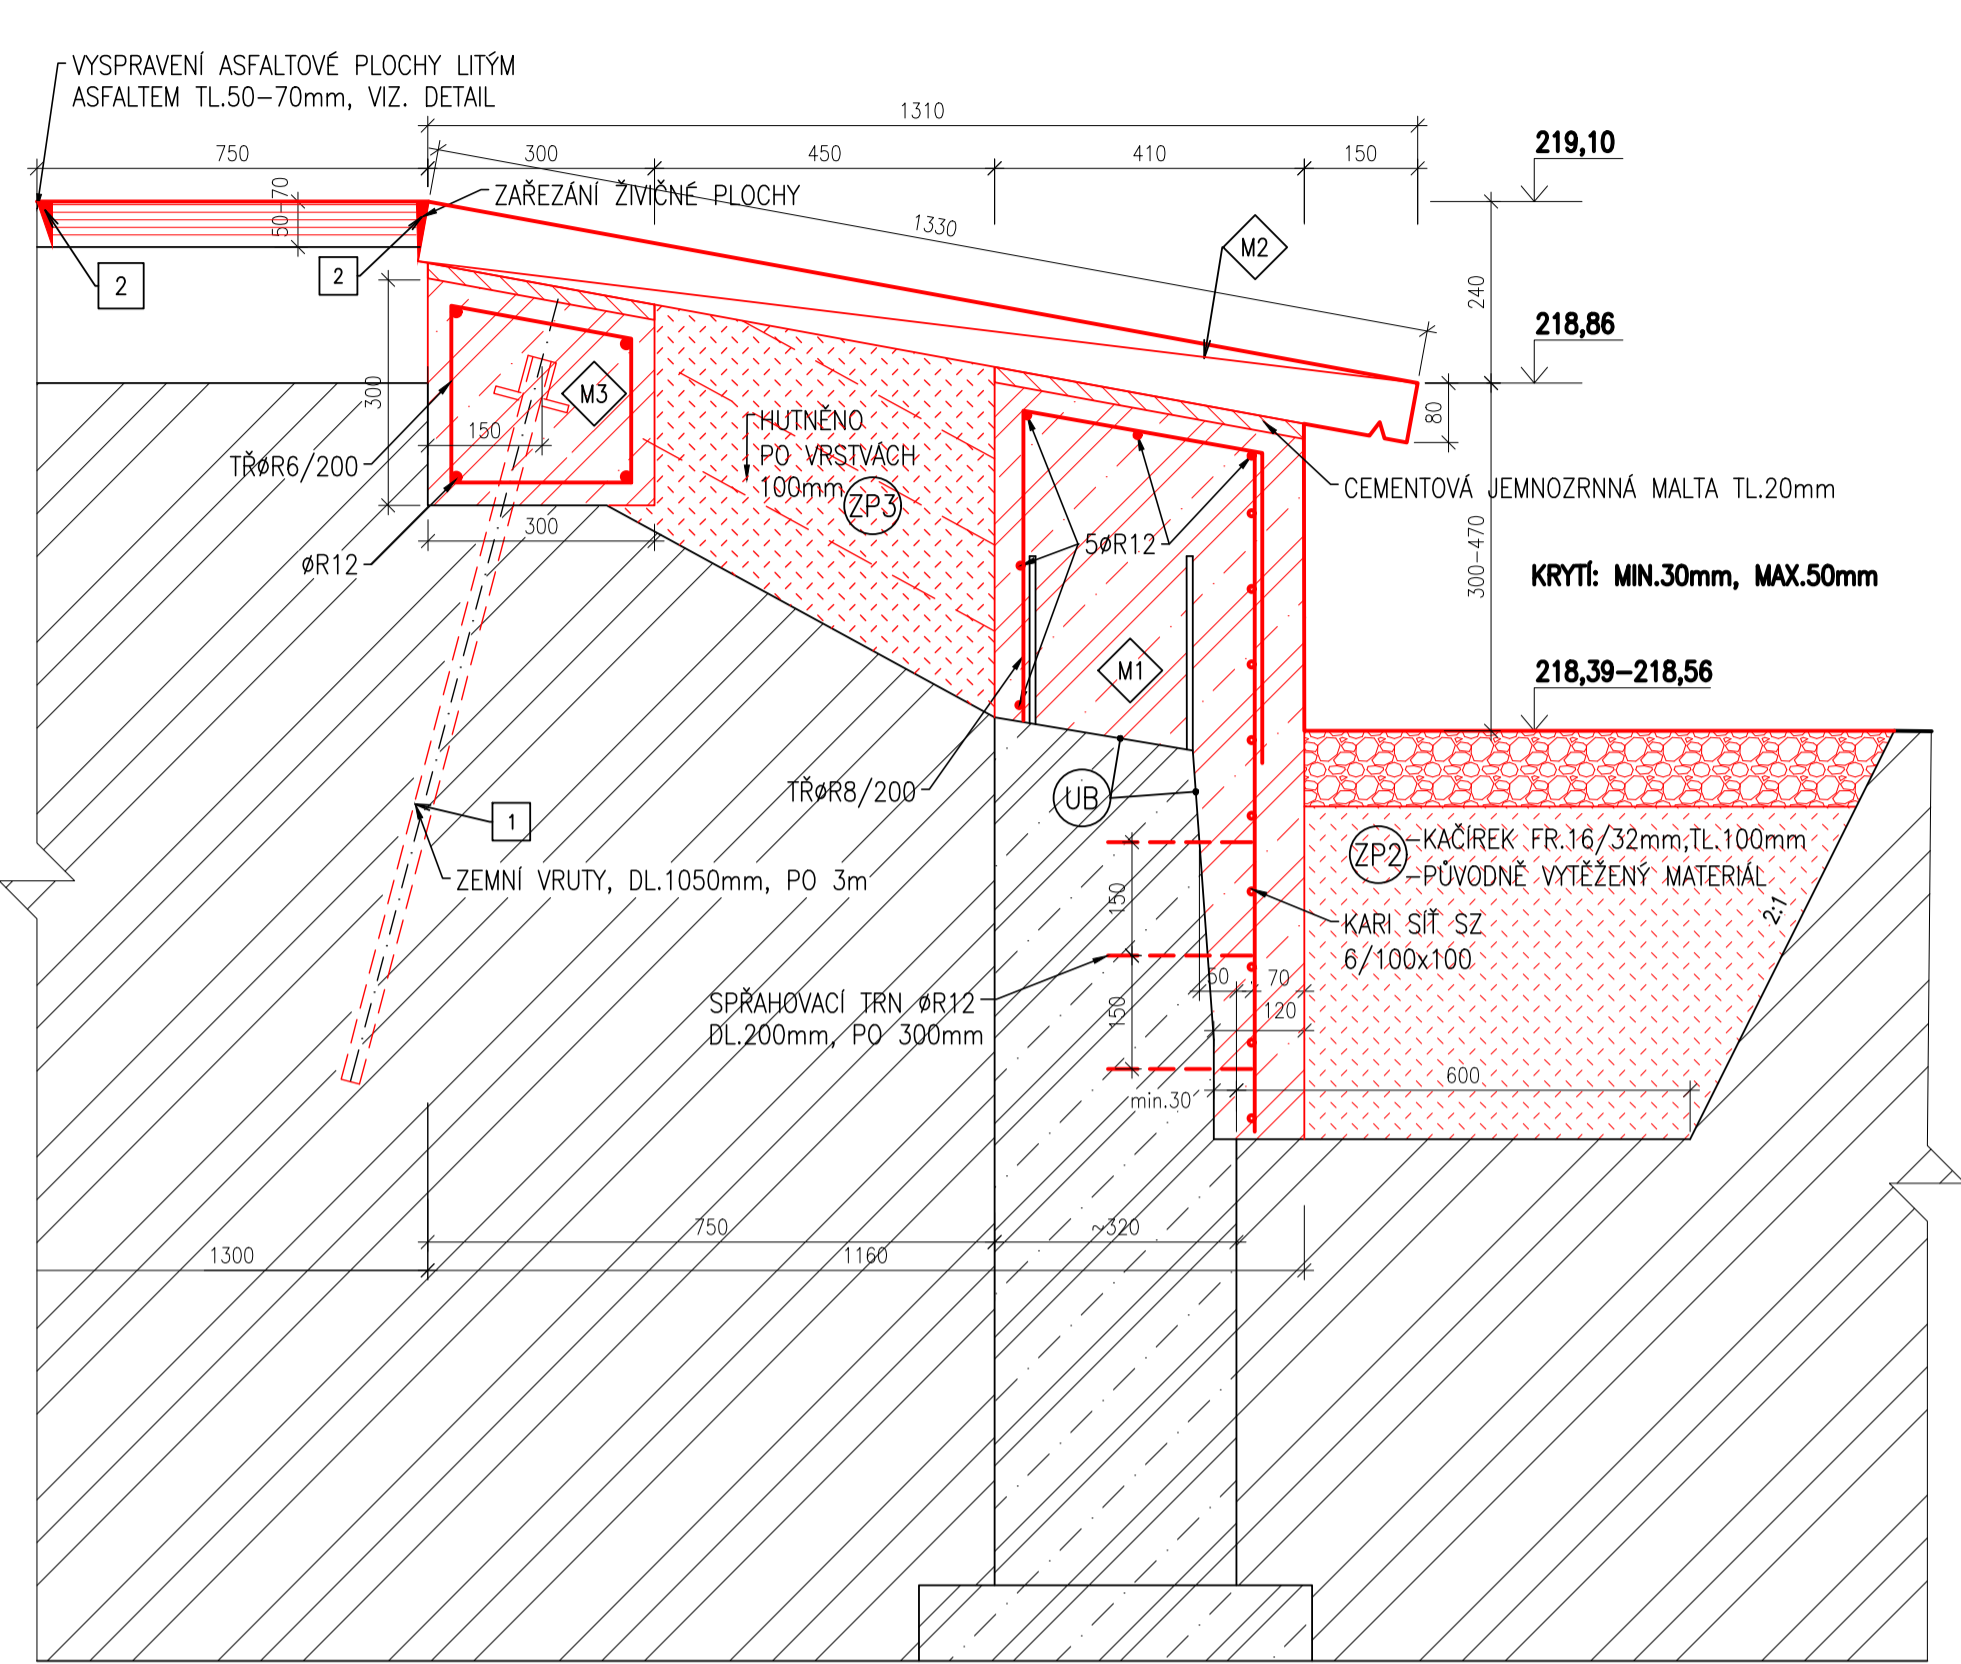 VYSPRAVENÍ ASFALTOVÉ PLOCHY LITÝM
ASFALTEM TL.50-70mm, VIZ. DETAIL
1310
750
300
450
410
150
219,10
ZAŘEZÁNÍ ŽIVIČNÉ PLOCHY
50-70
1330
M2
2
2
240
218,86
300
M3
80
150
HUTNĚNO
PO VRSTVÁCH
100mm
ZP3
TŘøR6/200
CEMENTOVÁ JEMNOZRNNÁ MALTA TL.20mm
300
5øR12
300-470
øR12
KRYTÍ: MIN.30mm, MAX.50mm
M1
218,39-218,56
TŘøR8/200
UB
1
ZEMNÍ VRUTY, DL.1050mm, PO 3m
ZP2
KAČÍREK FR.16/32mm,TL.100mm
PŮVODNĚ VYTĚŽENÝ MATERIÁL
2:1
150
KARI SÍŤ SZ
6/100x100
70
SPŘAHOVACÍ TRN øR12
DL.200mm, PO 300mm
150
120
600
min.30
750
~320
1300
1160